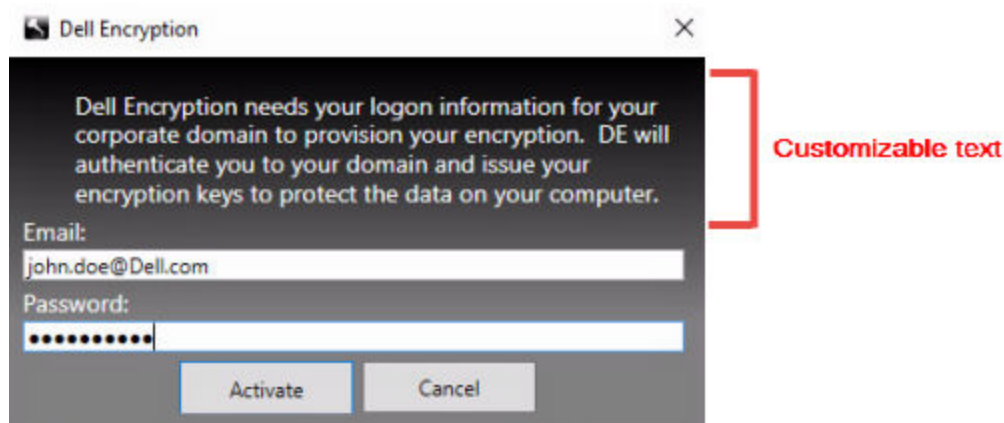 Dell Encryption
Dell Encryption needs your logon information for your
corporate domain to provision your encryption.  DE will
authenticate you to your domain and issue your
encryption keys to protect the data on your computer.
Customizable text
Email:
john.doe@Dell.com
Password:
●●●●●●●●●●
Activate
Cancel